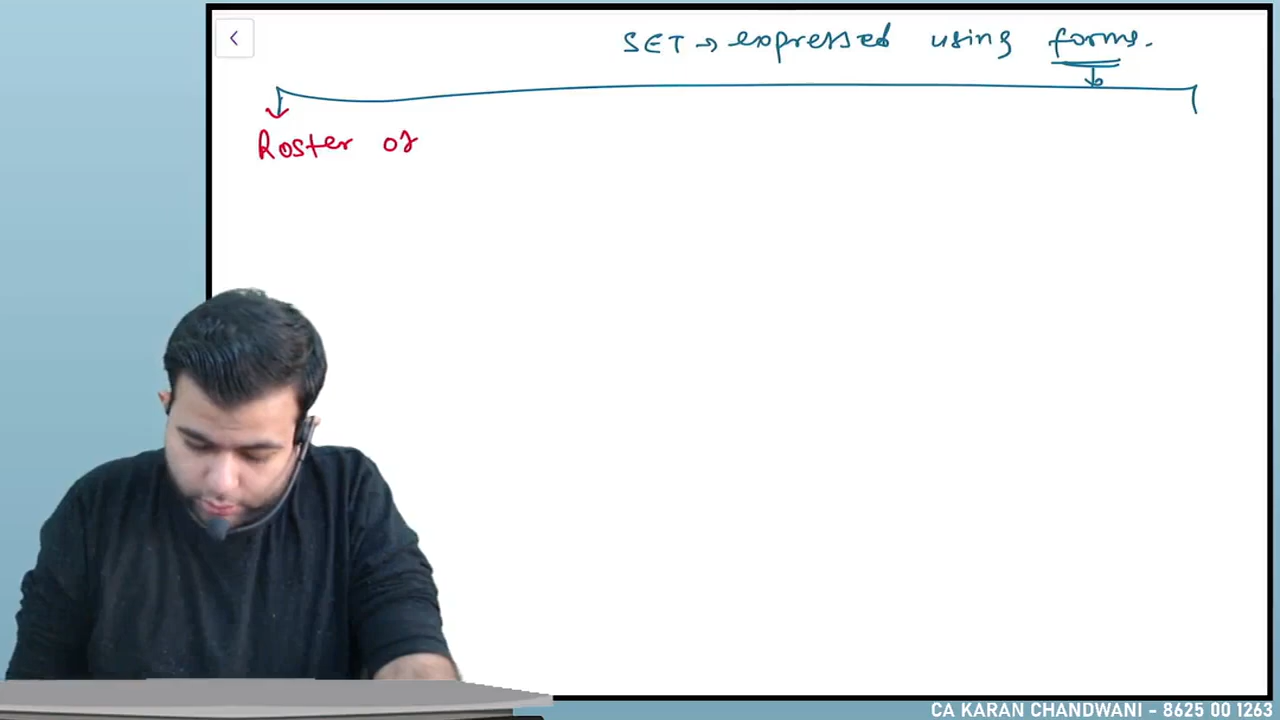 SET → expressed using forms.
Roster or
CA KARAN CHANDWANI - 8625 00 1263